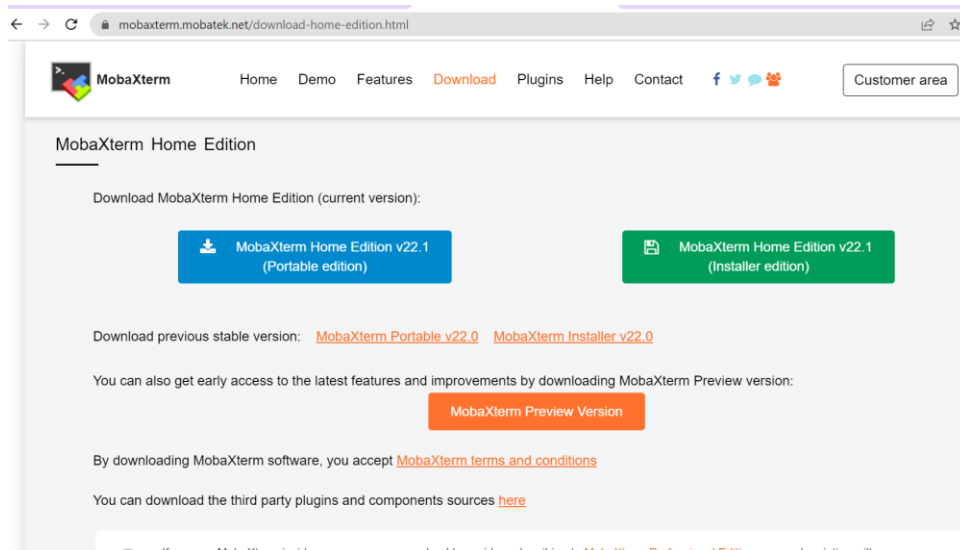 mobaxterm.mobatek.net/download-home-edition.html
MobaXterm Home Demo Features Download Plugins Help Contact Customer area
MobaXterm Home Edition
Download MobaXterm Home Edition (current version):
MobaXterm Home Edition v22.1
(Portable edition)
MobaXterm Home Edition v22.1
(Installer edition)
Download previous stable version: MobaXterm Portable v22.0 MobaXterm Installer v22.0
You can also get early access to the latest features and improvements by downloading MobaXterm Preview version:
MobaXterm Preview Version
By downloading MobaXterm software, you accept MobaXterm terms and conditions
You can download the third party plugins and components sources here